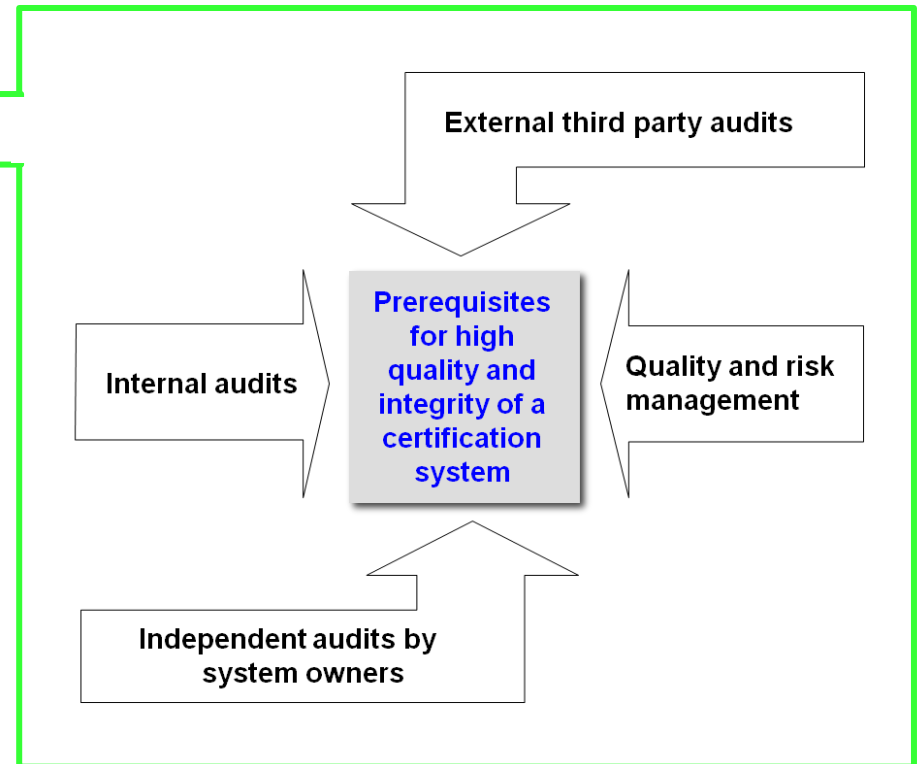 External third party audits
Prerequisites
for high
quality and
integrity of a
certification
system
Internal audits
Quality and risk
management
Independent audits by
system owners